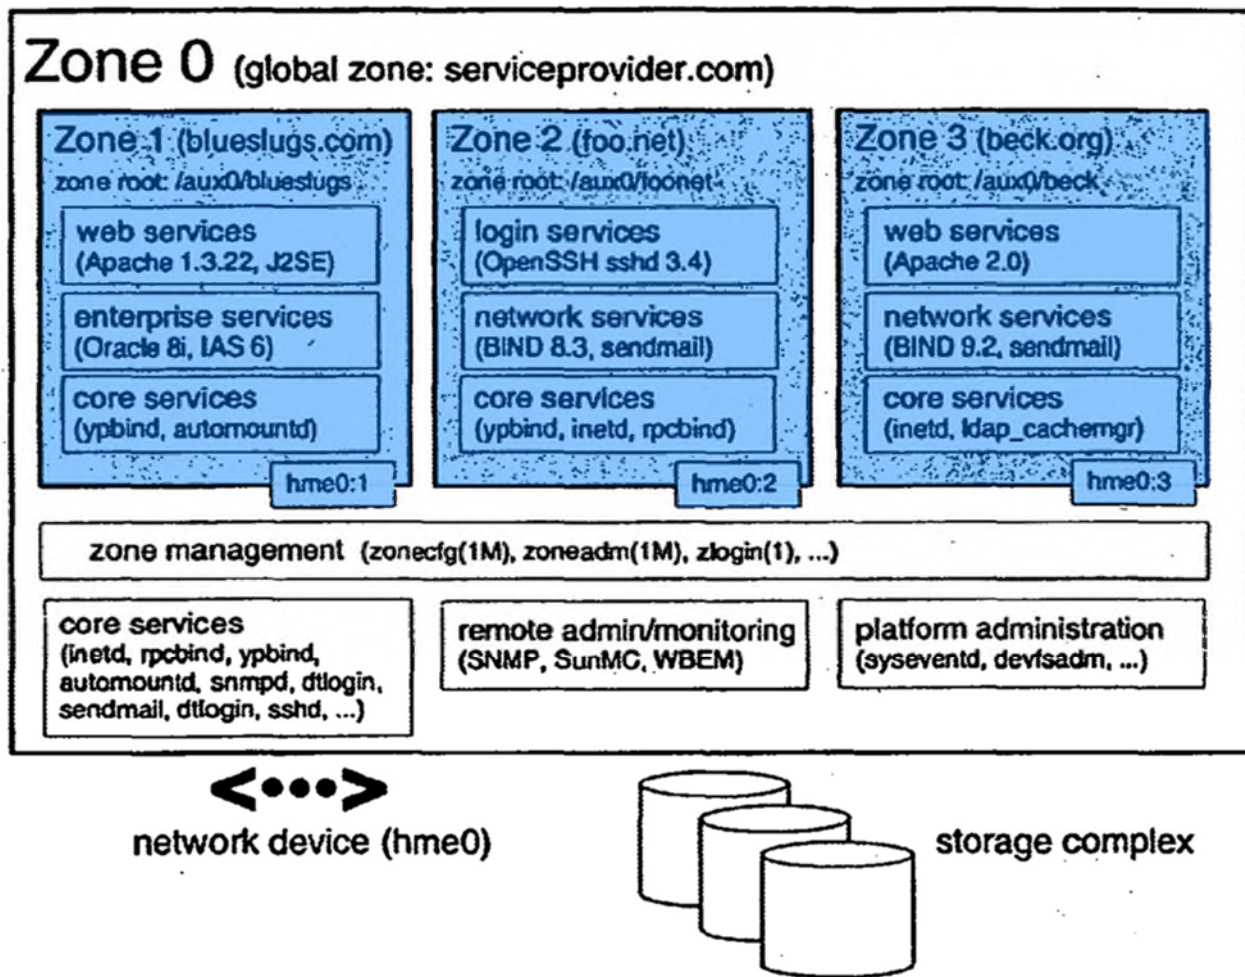 Zone 0 (global zone: serviceprovider.com)
Zone 1 (blueslugs.com)
zone root: /aux0/blueslugs
web services
(Apache 1.3.22, J2SE)
enterprise services
(Oracle 8i, IAS 6)
core services
(ypbind, automountd)
hme0:1
Zone 2 (foo.net)
zone root: /aux0/foonet
login services
(OpenSSH sshd 3.4)
network services
(BIND 8.3, sendmail)
core services
(ypbind, inetd, rpcbind)
hme0:2
Zone 3 (beck.org)
zone root: /aux0/beck
web services
(Apache 2.0)
network services
(BIND 9.2, sendmail)
core services
(inetd, ldap_cachemgr)
hme0:3
zone management (zonecfg(1M), zoneadm(1M), zlogin(1), ...)
core services
(inetd, rpcbind, ypbind,
automountd, snmpd, dtlogin,
sendmail, dtlogin, sshd, ...)
remote admin/monitoring
(SNMP, SunMC, WBEM)
platform administration
(syseventd, devfsadm, ...)
<•••>
network device (hme0)
storage complex